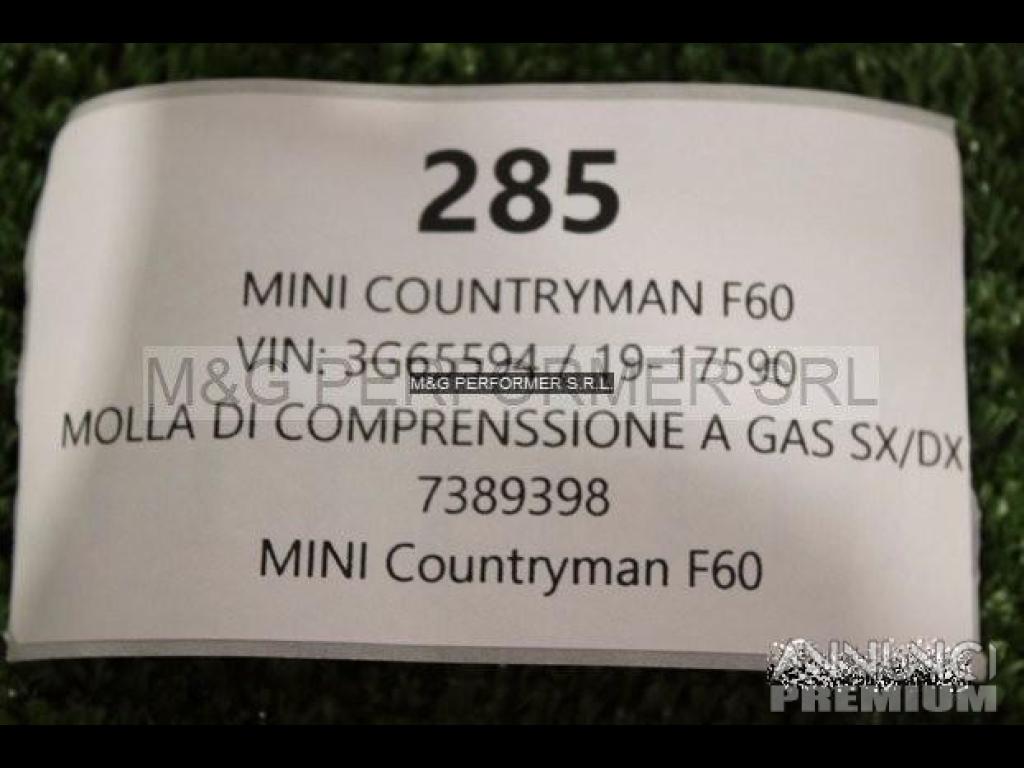 285
MINI COUNTRYMAN F60
VIN: 3G65594 / 19-17590
M&G PERFORMER SRL
M&G PERFORMER S.R.L.
MOLLA DI COMPRENSSIONE A GAS SX/DX
7389398
MINI Countryman F60
PREMIUM